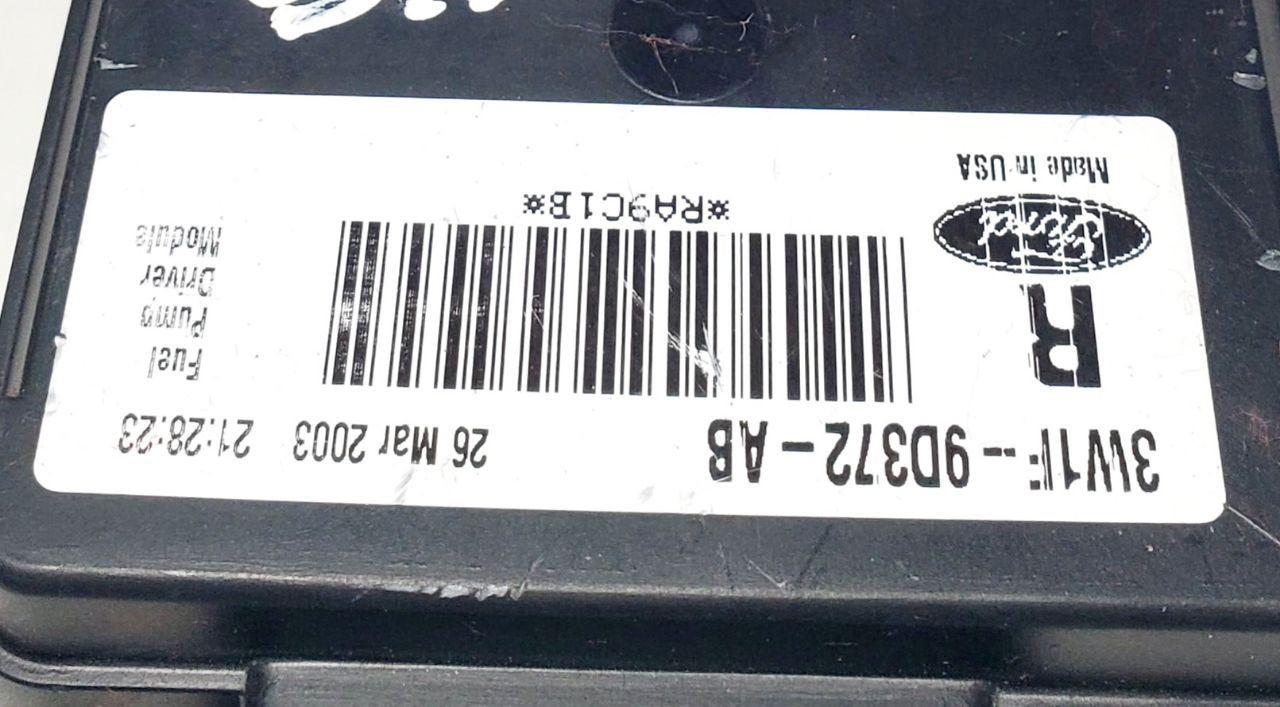 3W1F-9D372-AB 26 Mar 2003 21:28:23
R
Fuel
Pump
Driver
Module
Ford
*RA9C1B*
Made in USA